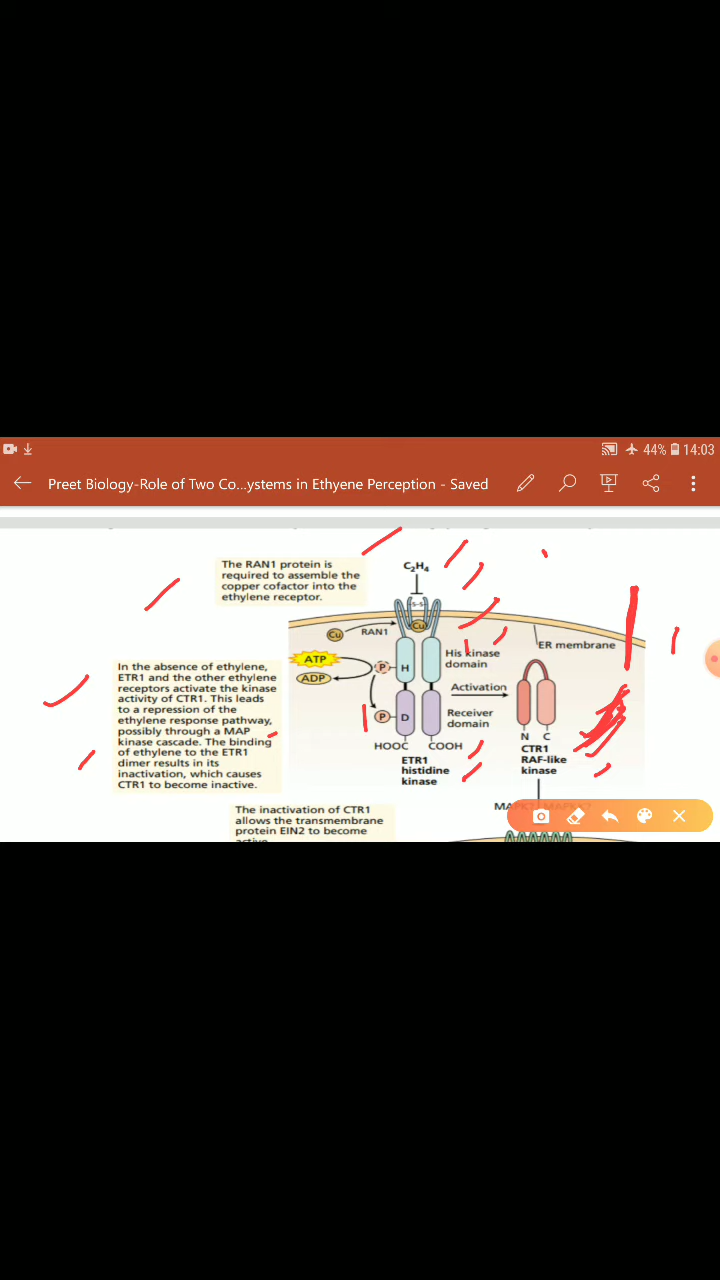 44% 14:03
Preet Biology-Role of Two Co...ystems in Ethyene Perception - Saved
The RAN1 protein is
required to assemble the
copper cofactor into the
ethylene receptor.
C₂H₄
-S-S-
Cu
RAN1
Cu
ER membrane
ATP
ADP
P
H
His kinase
domain
Activation
In the absence of ethylene,
ETR1 and the other ethylene
receptors activate the kinase
activity of CTR1. This leads
to a repression of the
ethylene response pathway,
possibly through a MAP
kinase cascade. The binding
of ethylene to the ETR1
dimer results in its
inactivation, which causes
CTR1 to become inactive.
P
D
Receiver
domain
HOOC
COOH
ETR1
histidine
kinase
N C
CTR1
RAF-like
kinase
The inactivation of CTR1
allows the transmembrane
protein EIN2 to become